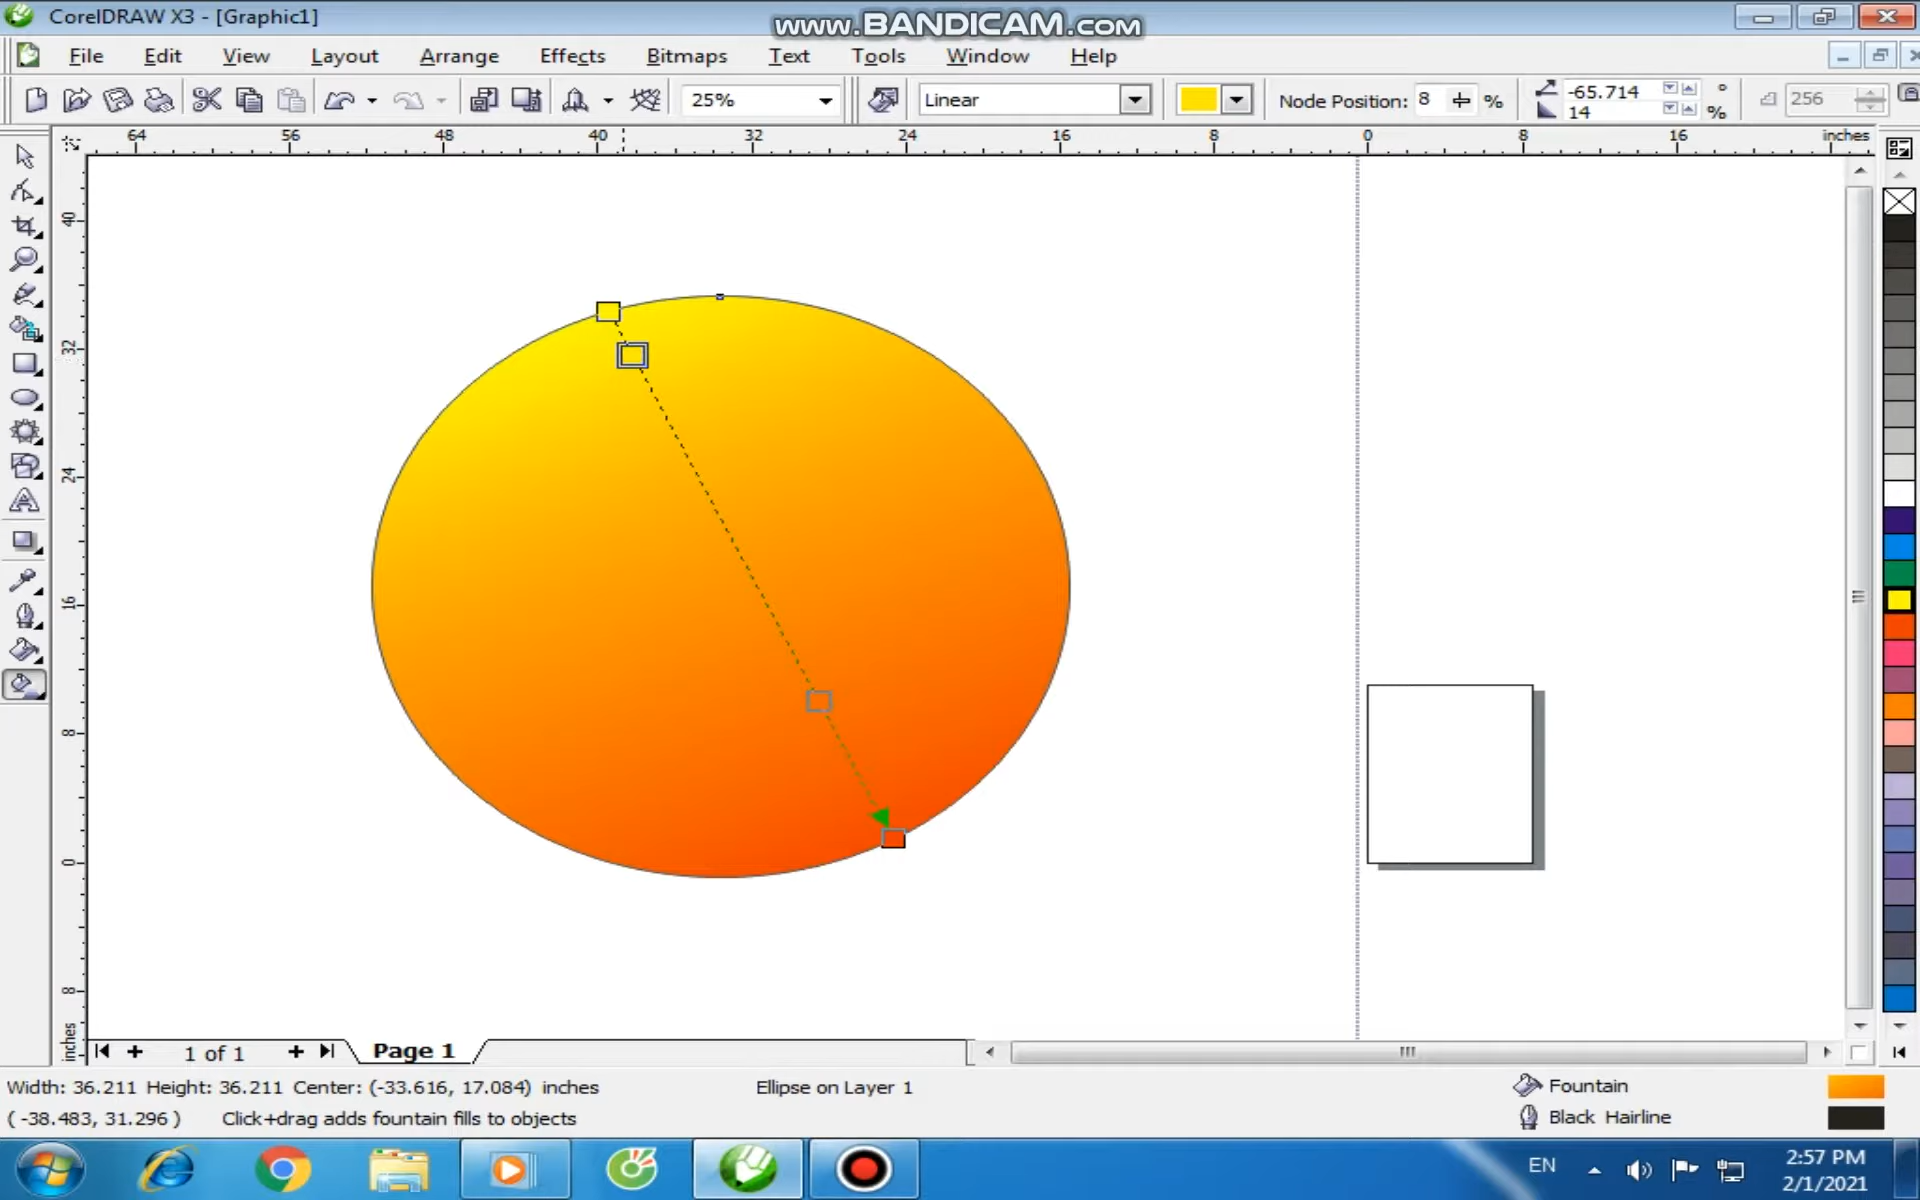 CorelDRAW X3 - [Graphic1]
www.BANDICAM.com
File Edit View Layout Arrange Effects Bitmaps Text Tools Window Help
25% Linear Node Position: 8 % -65.714 ° 256
14 %
64 56 48 40 32 24 16 8 0 8 16 inches
40
32
24
16
8
0
8
inches
1 of 1 Page 1
Width: 36.211 Height: 36.211 Center: (-33.616, 17.084) inches Ellipse on Layer 1 Fountain
( -38.483, 31.296 ) Click+drag adds fountain fills to objects Black Hairline
EN 2:57 PM
2/1/2021